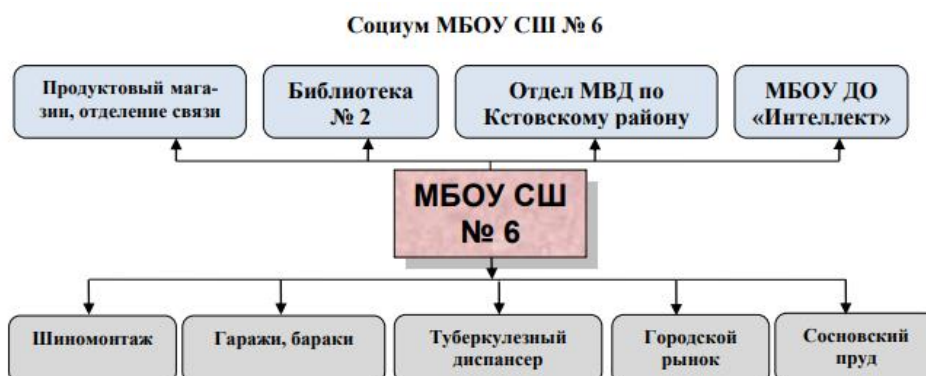 Социум МБОУ СШ № 6
Продуктовый мага-
зин, отделение связи
Библиотека
№ 2
Отдел МВД по
Кстовскому району
МБОУ ДО
«Интеллект»
МБОУ СШ
№ 6
Шиномонтаж
Гаражи, бараки
Туберкулезный
диспансер
Городской
рынок
Сосновский
пруд